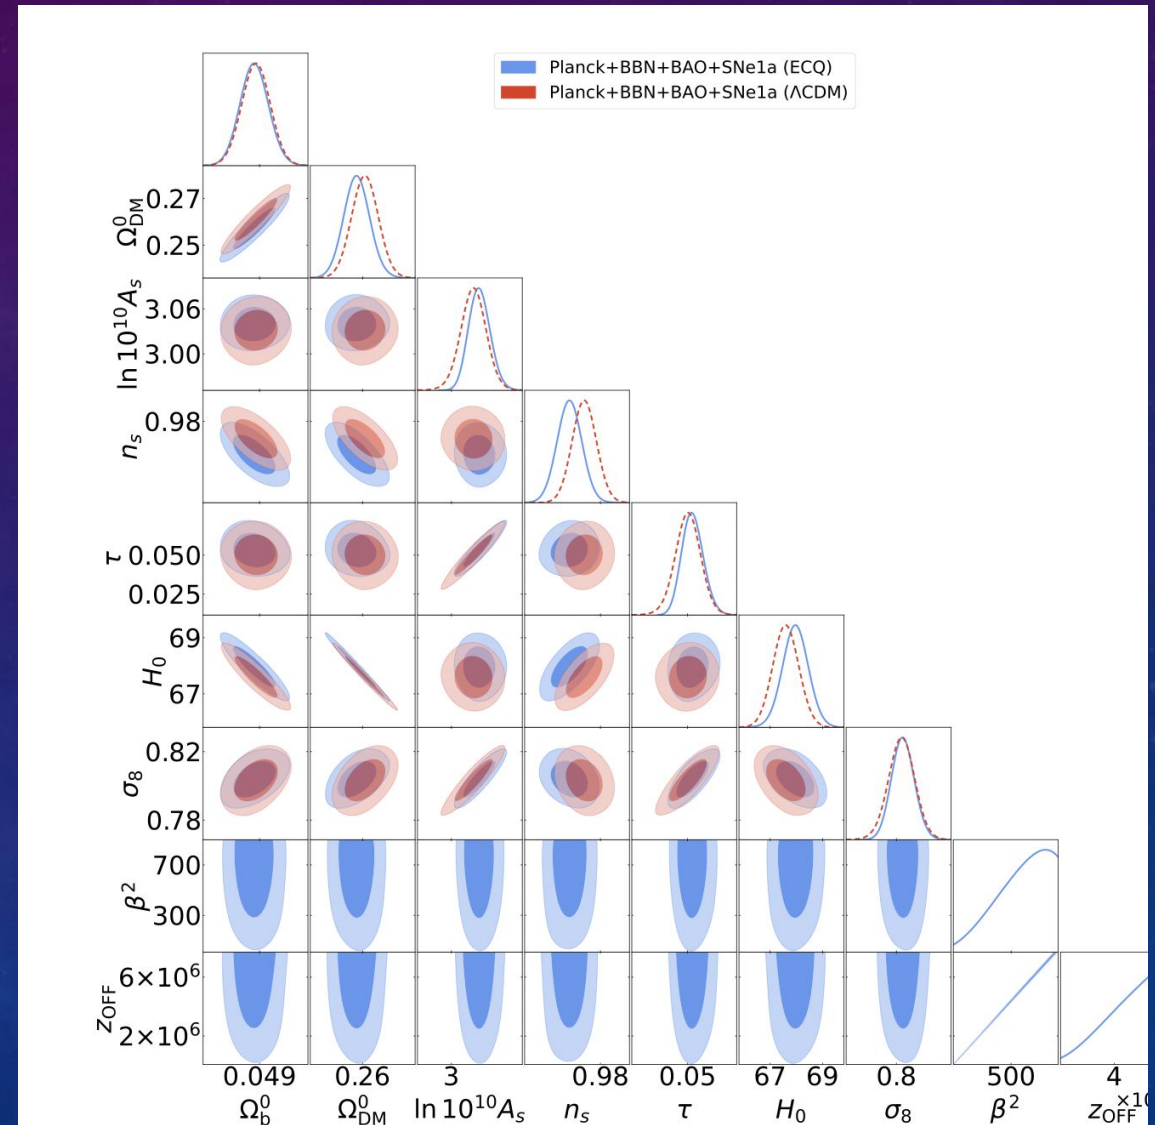 Planck+BBN+BAO+SNe1a (ECQ)
Planck+BBN+BAO+SNe1a (ΛCDM)
Ω⁰_DM
0.27
0.25
ln 10¹⁰A_s
3.06
3.00
n_s
0.98
τ
0.050
0.025
H₀
69
67
σ₈
0.82
0.78
β²
700
300
z_OFF
6×10⁶
2×10⁶
0.049 0.26 3 0.98 0.05 67 69 0.8 500 4
Ω⁰_b Ω⁰_DM ln 10¹⁰A_s n_s τ H₀ σ₈ β² z_OFF